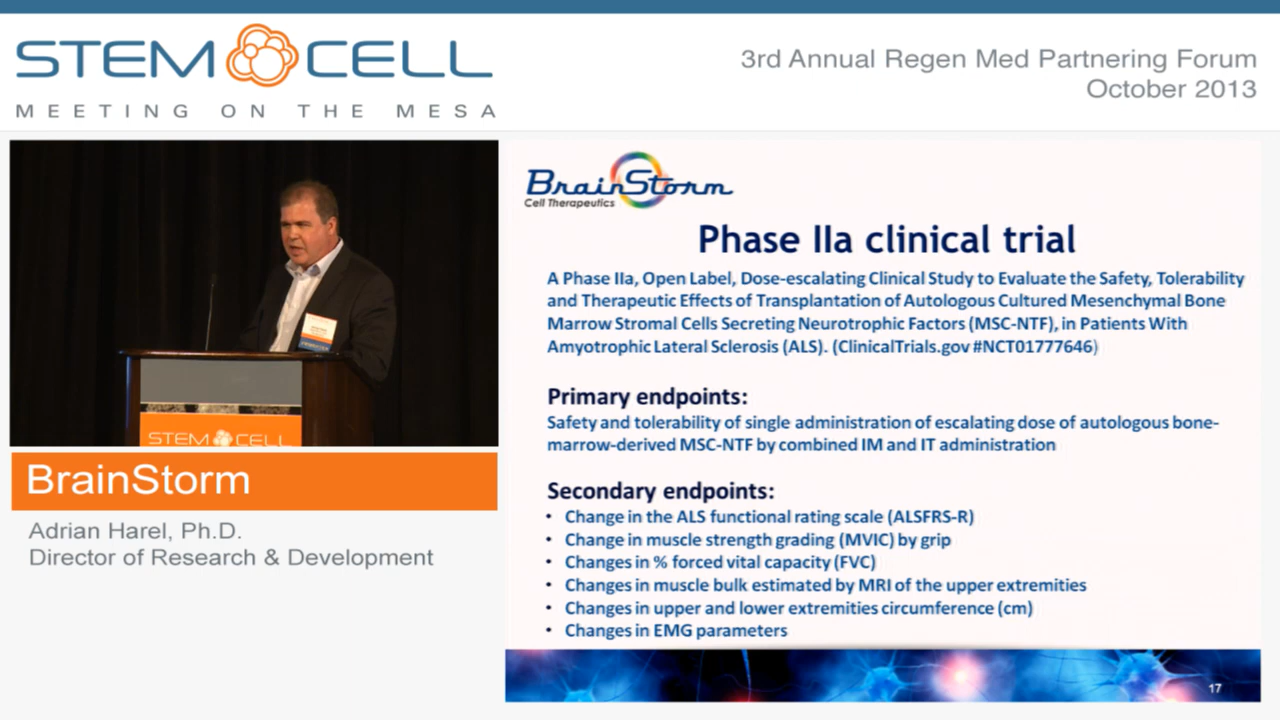 STEM CELL
MEETING ON THE MESA
3rd Annual Regen Med Partnering Forum
October 2013
STEM CELL
BrainStorm
Adrian Harel, Ph.D.
Director of Research & Development
BrainStorm
Cell Therapeutics
Phase IIa clinical trial
A Phase IIa, Open Label, Dose-escalating Clinical Study to Evaluate the Safety, Tolerability
and Therapeutic Effects of Transplantation of Autologous Cultured Mesenchymal Bone
Marrow Stromal Cells Secreting Neurotrophic Factors (MSC-NTF), in Patients With
Amyotrophic Lateral Sclerosis (ALS). (ClinicalTrials.gov #NCT01777646)
Primary endpoints:
Safety and tolerability of single administration of escalating dose of autologous bone-
marrow-derived MSC-NTF by combined IM and IT administration
Secondary endpoints:
• Change in the ALS functional rating scale (ALSFRS-R)
• Change in muscle strength grading (MVIC) by grip
• Changes in % forced vital capacity (FVC)
• Changes in muscle bulk estimated by MRI of the upper extremities
• Changes in upper and lower extremities circumference (cm)
• Changes in EMG parameters
17